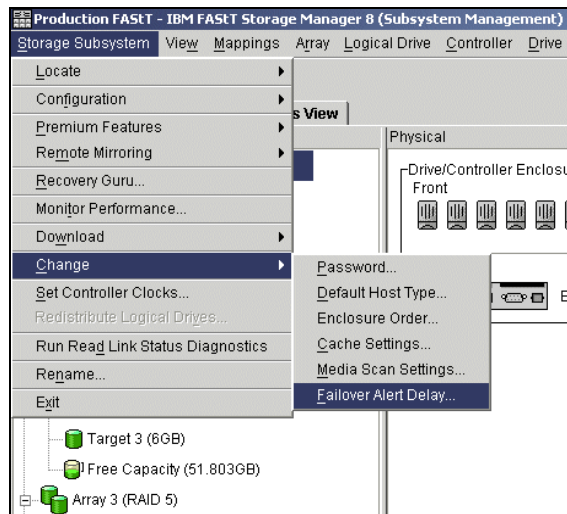 Production FAStT - IBM FAStT Storage Manager 8 (Subsystem Management)
Storage Subsystem View Mappings Array Logical Drive Controller Drive
Locate
Configuration
Premium Features
Remote Mirroring
Recovery Guru...
Monitor Performance...
Download
Change
Set Controller Clocks...
Redistribute Logical Drives...
Run Read Link Status Diagnostics
Rename...
Exit
s View
Physical
Drive/Controller Enclosu
Front
E
Password...
Default Host Type...
Enclosure Order...
Cache Settings...
Media Scan Settings...
Failover Alert Delay...
Target 3 (6GB)
Free Capacity (51.803GB)
Array 3 (RAID 5)